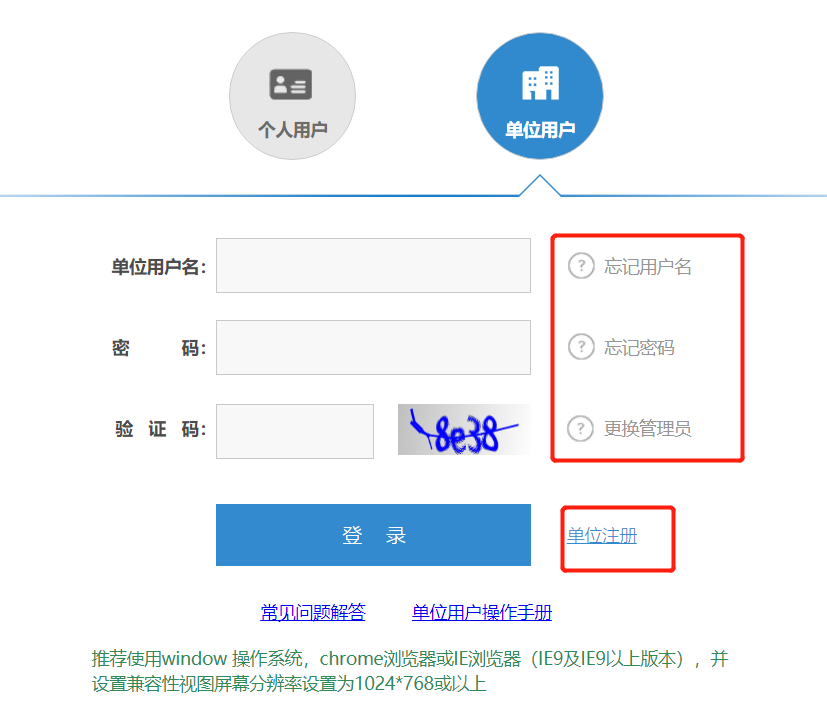 个人用户
单位用户
单位用户名：
? 忘记用户名
密 码：
? 忘记密码
验 证 码：
8e38
? 更换管理员
登 录
单位注册
常见问题解答 单位用户操作手册
推荐使用window 操作系统，chrome浏览器或IE浏览器（IE9及IE9以上版本），并
设置兼容性视图屏幕分辨率设置为1024*768或以上